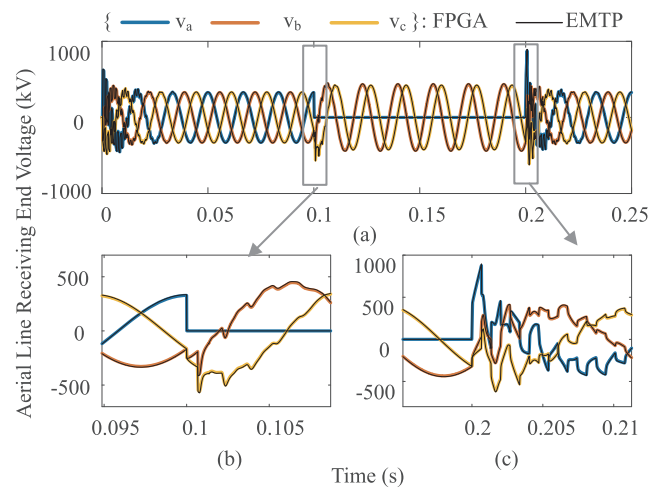 { v_a v_b v_c }: FPGA EMTP
Aerial Line Receiving End Voltage (kV)
1000
0
-1000
0 0.05 0.1 0.15 0.2 0.25
(a)
500
0
-500
0.095 0.1 0.105
(b)
1000
500
0
-500
0.2 0.205 0.21
(c)
Time (s)